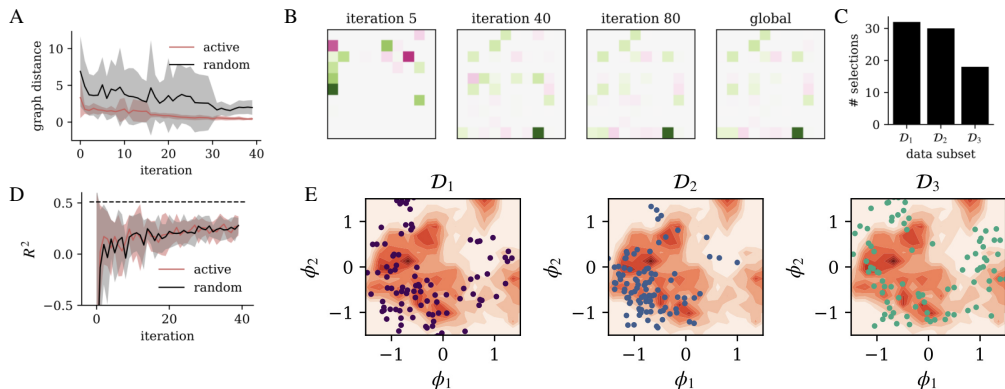 A
graph distance
10
5
0
active
random
0
10
20
30
40
iteration
B
iteration 5
iteration 40
iteration 80
global
C
# selections
30
20
10
0
𝒟₁
𝒟₂
𝒟₃
data subset
D
R²
0.5
0.0
−0.5
active
random
0
20
40
iteration
E
𝒟₁
ϕ₂
1
0
−1
−1
0
1
ϕ₁
𝒟₂
ϕ₂
1
0
−1
−1
0
1
ϕ₁
𝒟₃
ϕ₂
1
0
−1
−1
0
1
ϕ₁